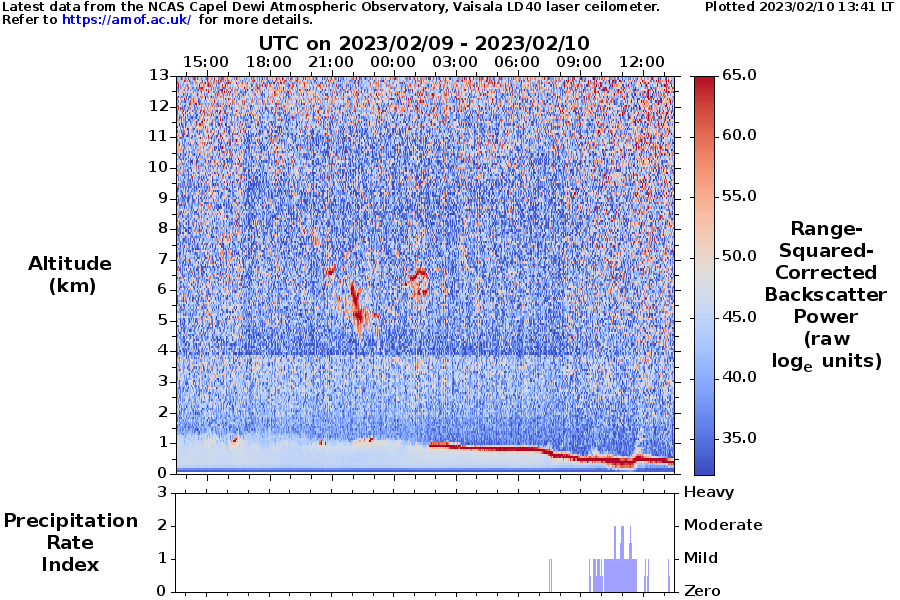 Latest data from the NCAS Capel Dewi Atmospheric Observatory, Vaisala LD40 laser ceilometer. Plotted 2023/02/10 13:41 LT
Refer to https://amof.ac.uk/ for more details.
UTC on 2023/02/09 - 2023/02/10
15:00 18:00 21:00 00:00 03:00 06:00 09:00 12:00
13
12
11
10
9
8
7
6
5
4
3
2
1
0
Altitude
(km)
65.0
60.0
55.0
50.0
45.0
40.0
35.0
Range-
Squared-
Corrected
Backscatter
Power
(raw
loge units)
3
2
1
0
Precipitation
Rate
Index
Heavy
Moderate
Mild
Zero